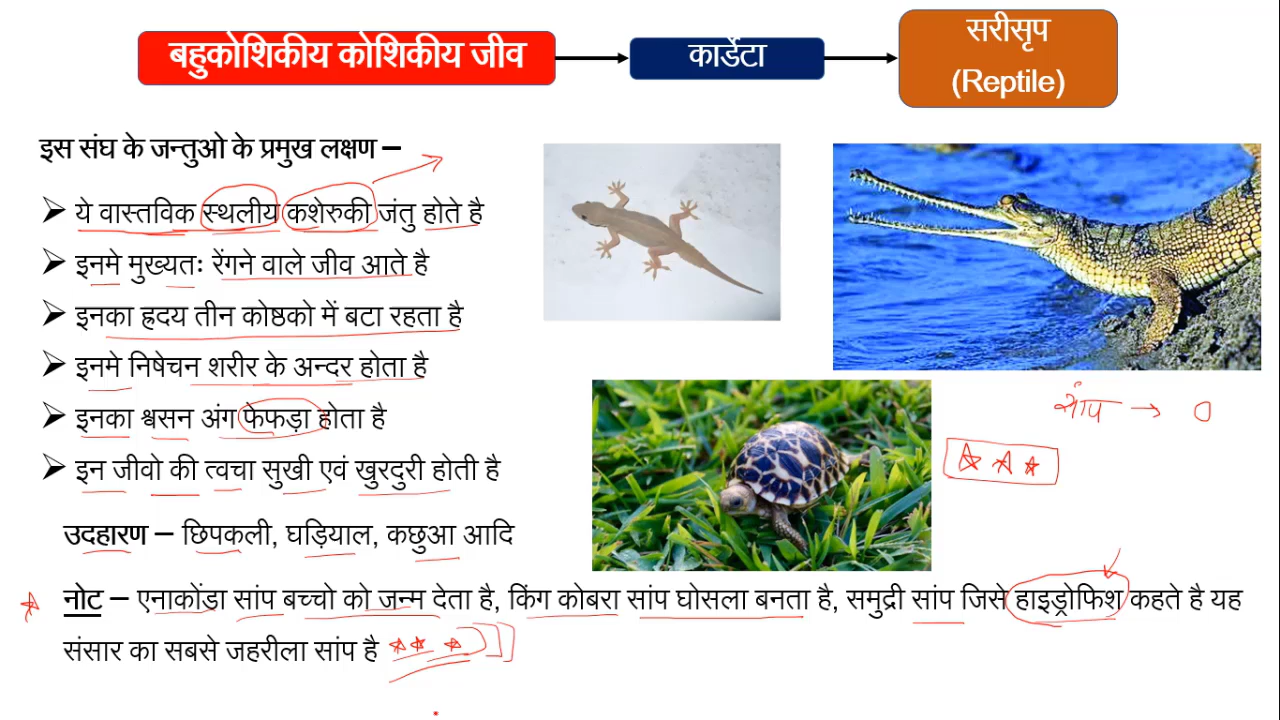 बहुकोशिकीय कोशिकीय जीव
कार्डेटा
सरीसृप
(Reptile)
इस संघ के जन्तुओ के प्रमुख लक्षण –
➤ ये वास्तविक स्थलीय कशेरुकी जंतु होते है
➤ इनमे मुख्यतः रेंगने वाले जीव आते है
➤ इनका ह्रदय तीन कोष्ठको में बटा रहता है
➤ इनमे निषेचन शरीर के अन्दर होता है
➤ इनका श्वसन अंग फेफड़ा होता है
➤ इन जीवो की त्वचा सुखी एवं खुरदुरी होती है
सांप → 0
उदहारण – छिपकली, घड़ियाल, कछुआ आदि
नोट – एनाकोंडा सांप बच्चो को जन्म देता है, किंग कोबरा सांप घोसला बनता है, समुद्री सांप जिसे हाइड्रोफिश कहते है यह
संसार का सबसे जहरीला सांप है